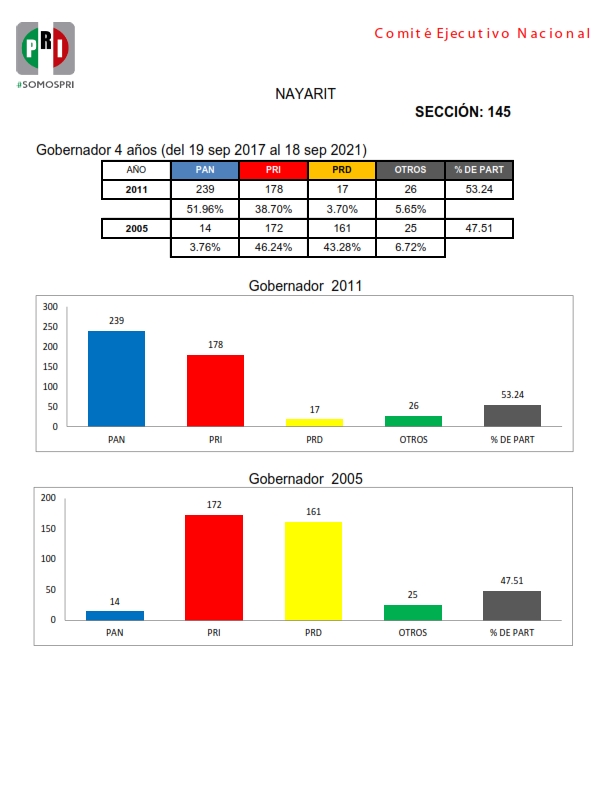 Comité Ejecutivo Nacional
PRI
#SOMOSPRI
NAYARIT
SECCIÓN: 145
Gobernador 4 años (del 19 sep 2017 al 18 sep 2021)
AÑO PAN PRI PRD OTROS % DE PART
2011 239 178 17 26 53.24
51.96% 38.70% 3.70% 5.65%
2005 14 172 161 25 47.51
3.76% 46.24% 43.28% 6.72%
Gobernador 2011
300
250
200
150
100
50
0
239
178
17
26
53.24
PAN PRI PRD OTROS % DE PART
Gobernador 2005
200
150
100
50
0
14
172
161
25
47.51
PAN PRI PRD OTROS % DE PART